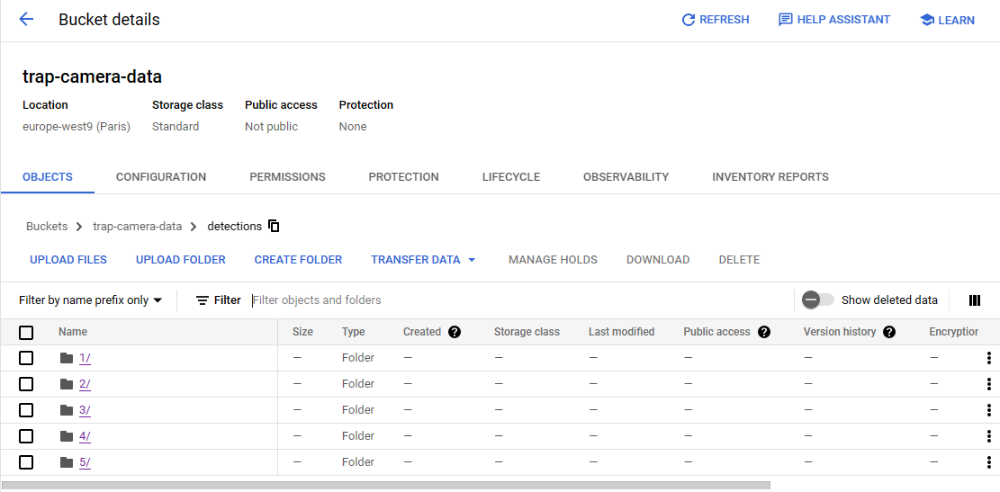 Bucket details REFRESH HELP ASSISTANT LEARN
trap-camera-data
Location Storage class Public access Protection
europe-west9 (Paris) Standard Not public None
OBJECTS CONFIGURATION PERMISSIONS PROTECTION LIFECYCLE OBSERVABILITY INVENTORY REPORTS
Buckets > trap-camera-data > detections
UPLOAD FILES UPLOAD FOLDER CREATE FOLDER TRANSFER DATA MANAGE HOLDS DOWNLOAD DELETE
Filter by name prefix only Filter Filter objects and folders Show deleted data
Name Size Type Created ? Storage class Last modified Public access ? Version history ? Encryption
1/ — Folder — — — — — —
2/ — Folder — — — — — —
3/ — Folder — — — — — —
4/ — Folder — — — — — —
5/ — Folder — — — — — —